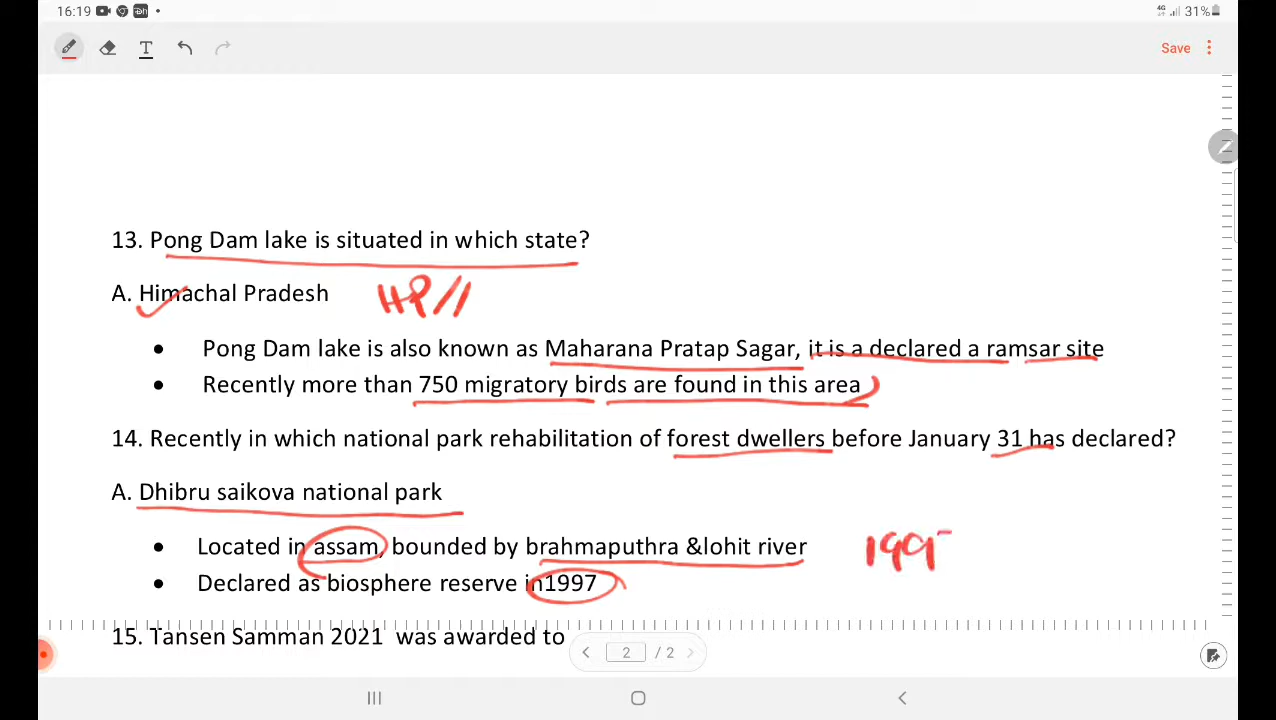 16:19
4G
31%
T
Save
13. Pong Dam lake is situated in which state?
A. Himachal Pradesh
HP//
• Pong Dam lake is also known as Maharana Pratap Sagar, it is a declared a ramsar site
• Recently more than 750 migratory birds are found in this area
14. Recently in which national park rehabilitation of forest dwellers before January 31 has declared?
A. Dhibru saikova national park
• Located in assam, bounded by brahmaputhra &lohit river
199
• Declared as biosphere reserve in1997
15. Tansen Samman 2021 was awarded to
2 / 2